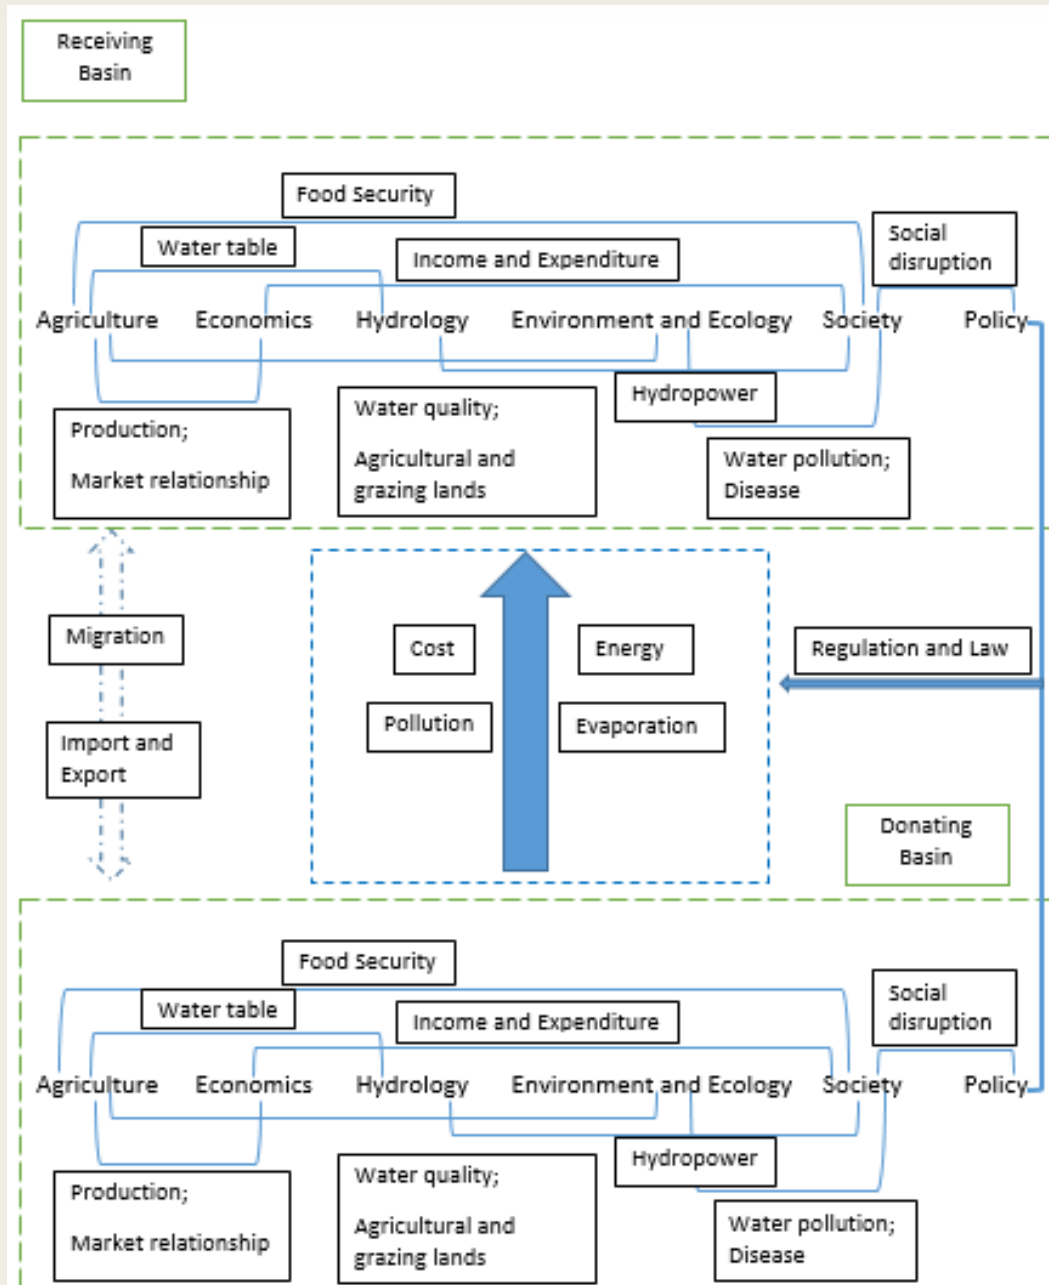 Receiving
Basin
Food Security
Water table
Income and Expenditure
Social
disruption
Agriculture
Economics
Hydrology
Environment and Ecology
Society
Policy
Production;
Market relationship
Water quality;
Agricultural and
grazing lands
Hydropower
Water pollution;
Disease
Migration
Import and
Export
Cost
Energy
Pollution
Evaporation
Regulation and Law
Donating
Basin
Food Security
Water table
Income and Expenditure
Social
disruption
Agriculture
Economics
Hydrology
Environment and Ecology
Society
Policy
Production;
Market relationship
Water quality;
Agricultural and
grazing lands
Hydropower
Water pollution;
Disease